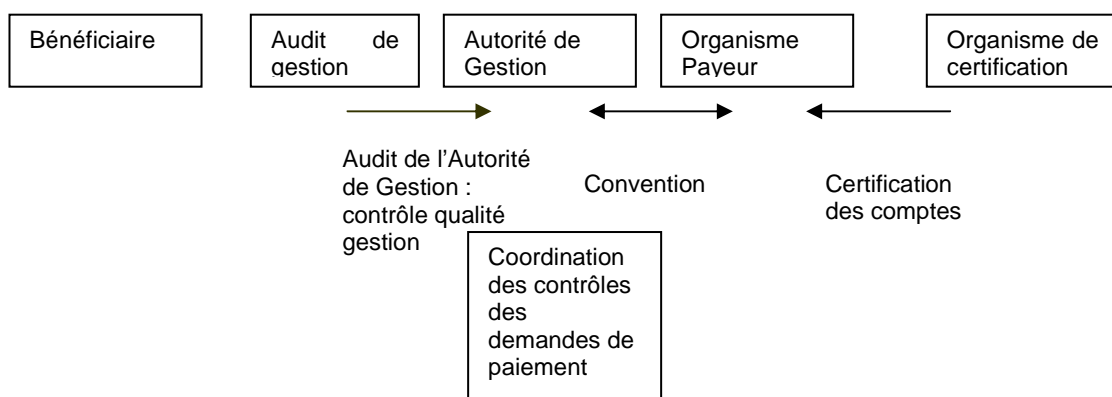 Bénéficiaire
Audit de
gestion
Autorité de
Gestion
Organisme
Payeur
Organisme de
certification
Audit de l’Autorité
de Gestion :
contrôle qualité
gestion
Convention
Certification
des comptes
Coordination
des contrôles
des
demandes de
paiement